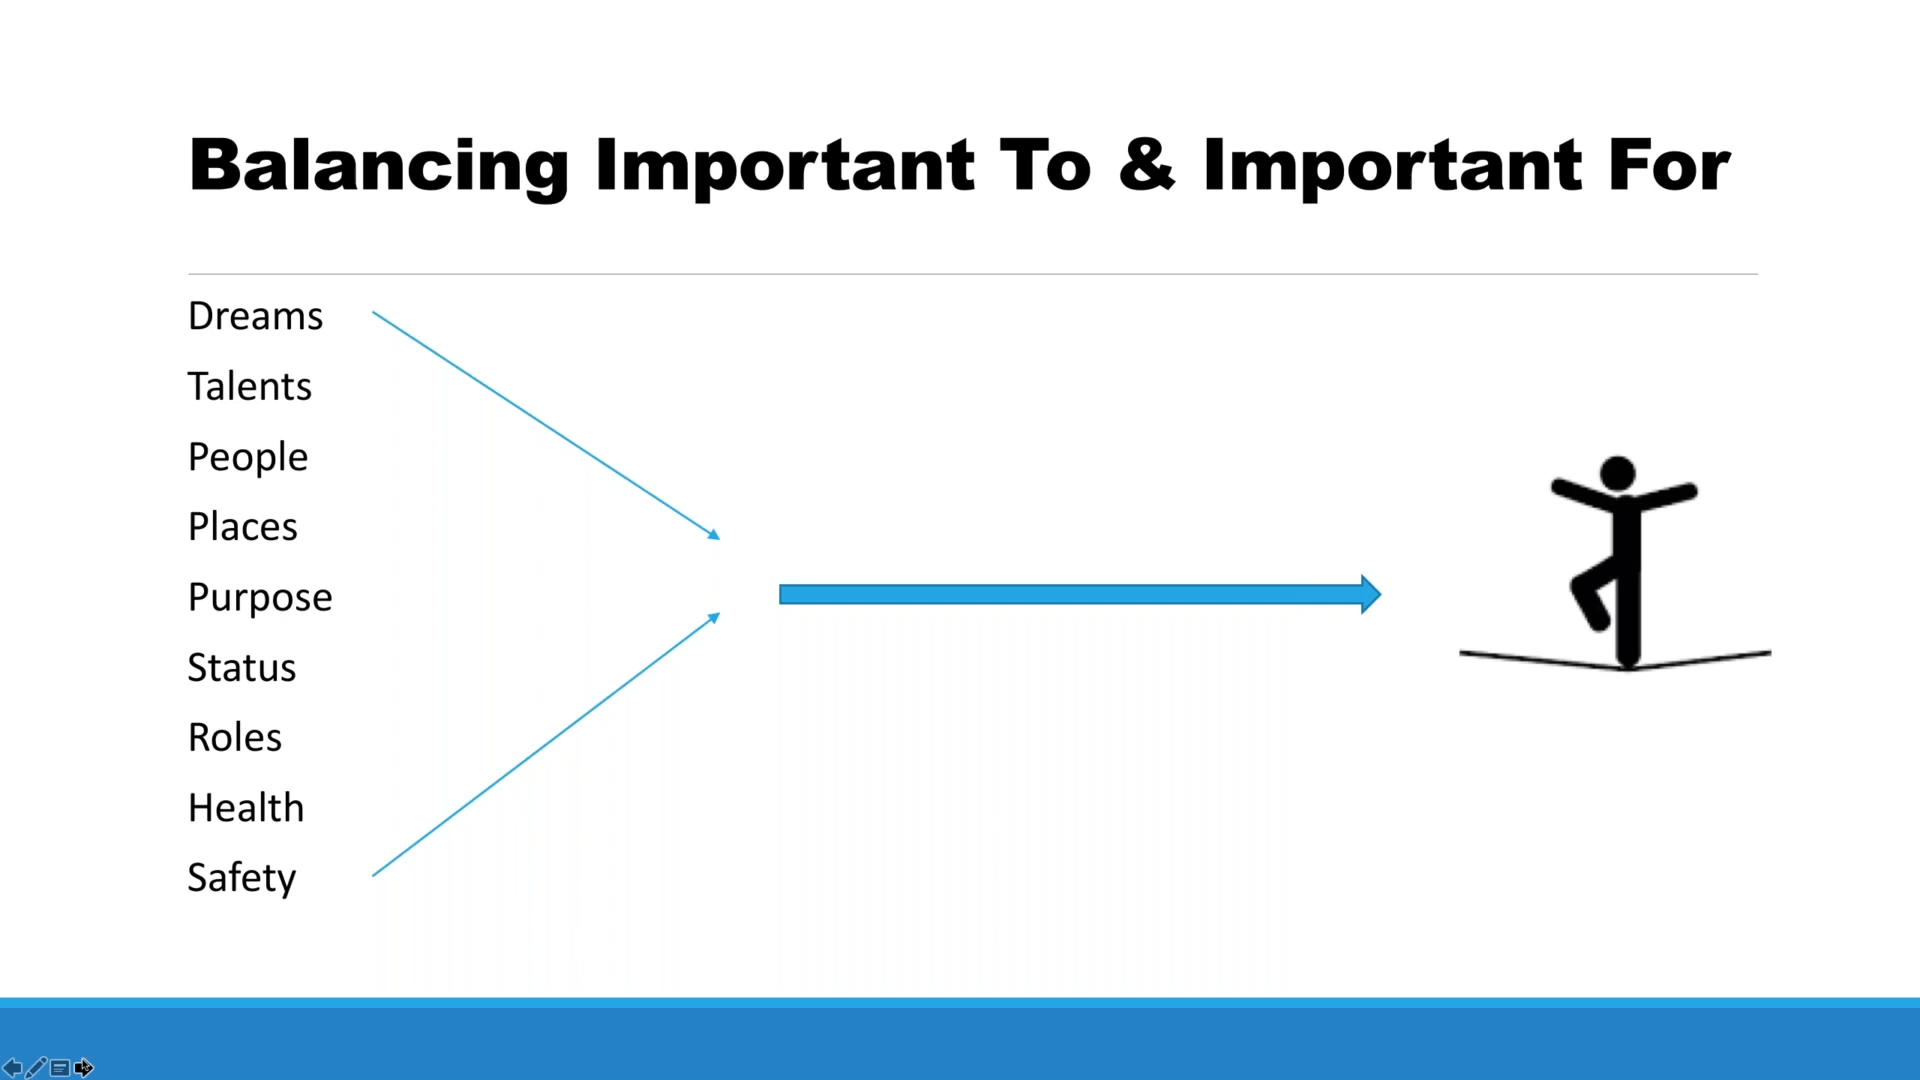 Balancing Important To & Important For
Dreams
Talents
People
Places
Purpose
Status
Roles
Health
Safety